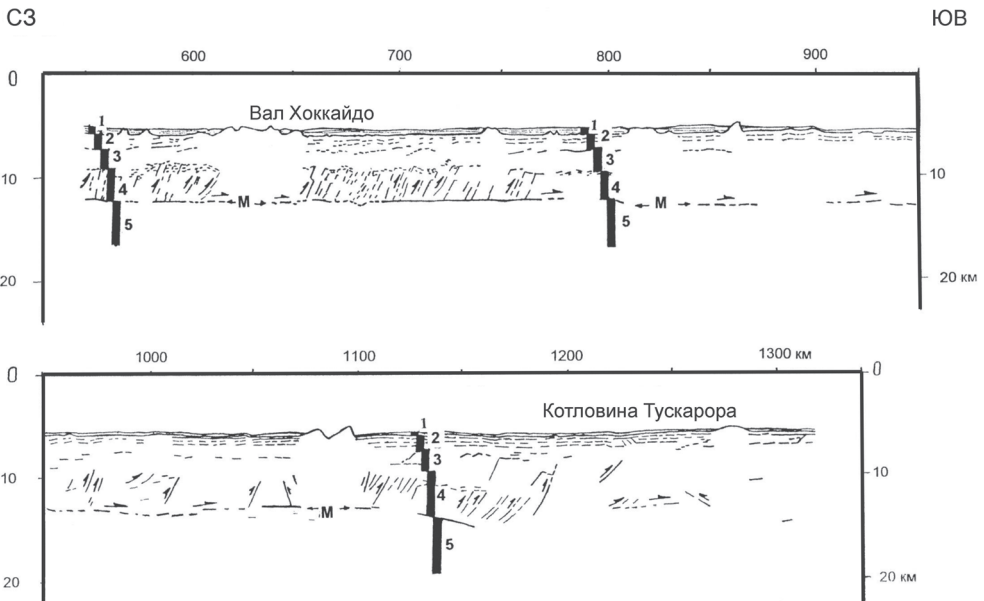 СЗ ЮВ
600 700 800 900
0
Вал Хоккайдо
1 1
2 2
3 3
10 4 4 10
М М
5 5
20 20 км
1000 1100 1200 1300 км
0 0
Котловина Тускарора
1
2
3
10 4 10
М
5
20 20 км